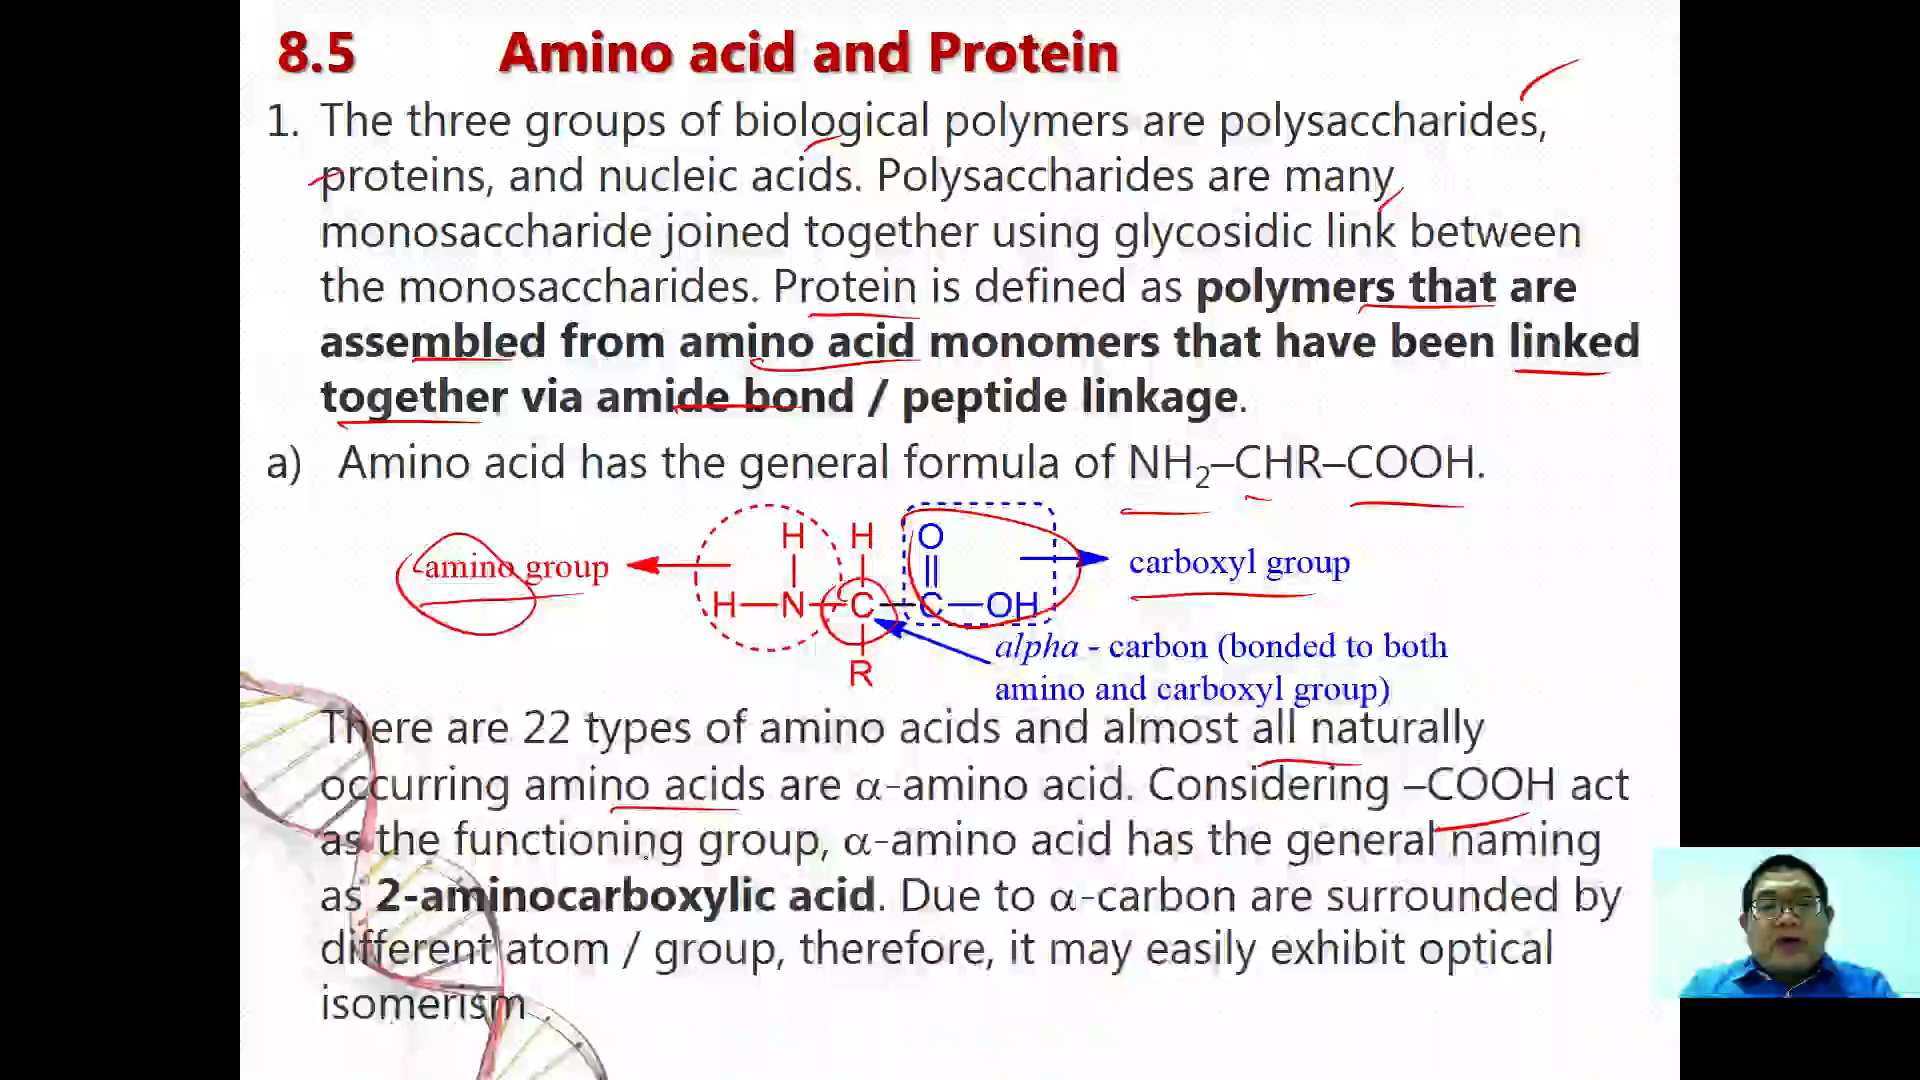 8.5 Amino acid and Protein
1. The three groups of biological polymers are polysaccharides,
proteins, and nucleic acids. Polysaccharides are many
monosaccharide joined together using glycosidic link between
the monosaccharides. Protein is defined as polymers that are
assembled from amino acid monomers that have been linked
together via amide bond / peptide linkage.
a) Amino acid has the general formula of NH₂–CHR–COOH.
H H O
amino group carboxyl group
H—N—C—C—OH
R
alpha - carbon (bonded to both
amino and carboxyl group)
There are 22 types of amino acids and almost all naturally
occurring amino acids are α-amino acid. Considering –COOH act
as the functioning group, α-amino acid has the general naming
as 2-aminocarboxylic acid. Due to α-carbon are surrounded by
different atom / group, therefore, it may easily exhibit optical
isomerism